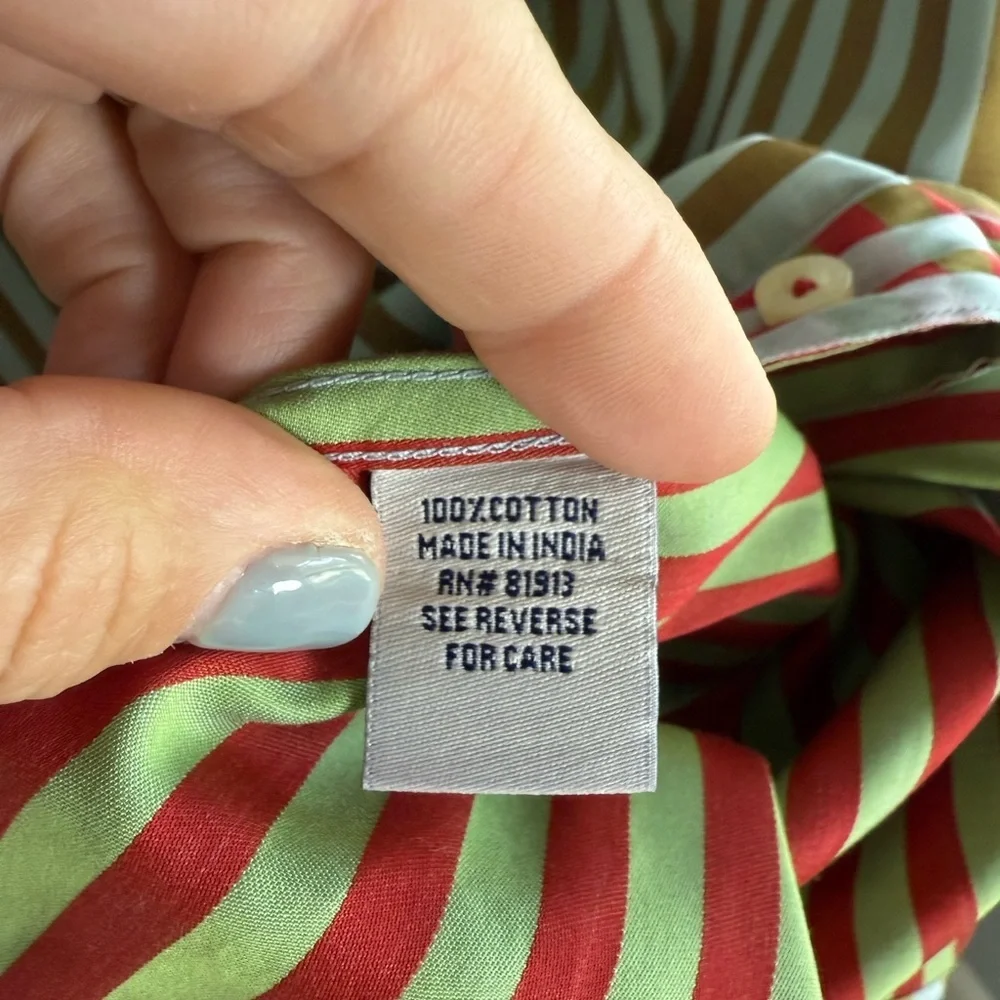 100% COTTON
MADE IN INDIA
RN# 81913
SEE REVERSE
FOR CARE